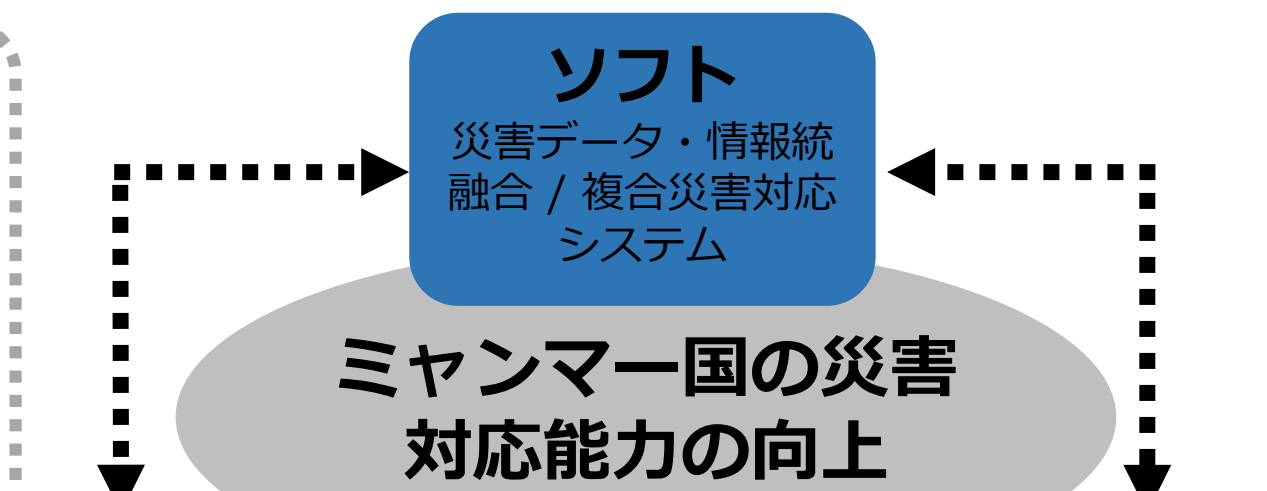 ソフト
災害データ・情報統
融合 / 複合災害対応
システム
ミャンマー国の災害
対応能力の向上